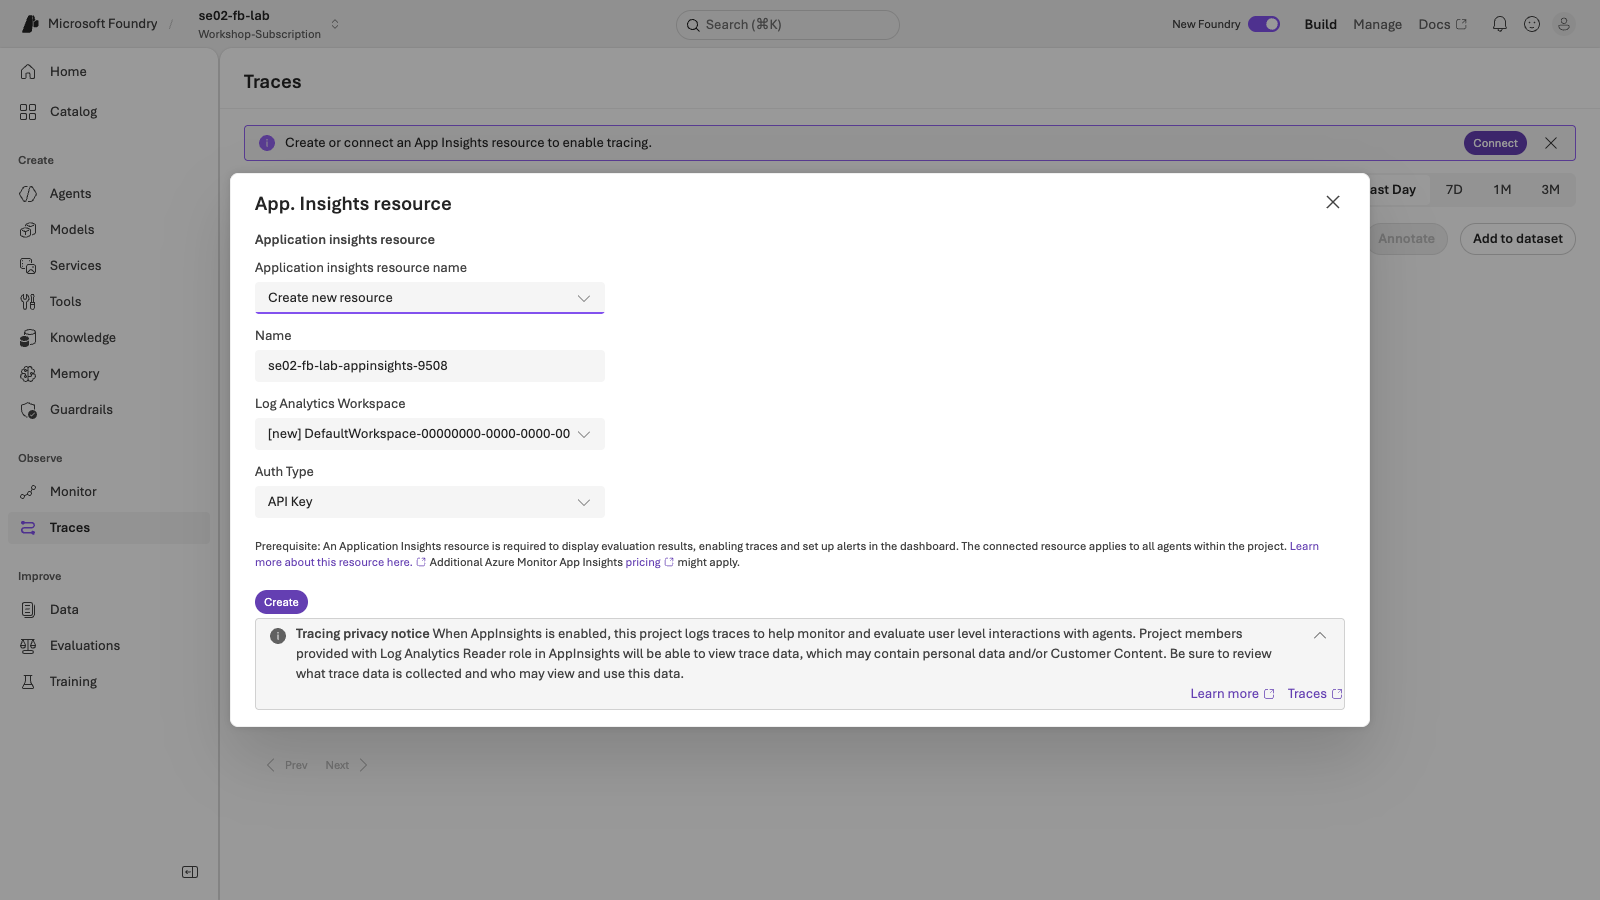 Microsoft Foundry
/
se02-fb-lab
Workshop-Subscription
Search (⌘K)
New Foundry
Build
Manage
Docs
Home
Catalog
Create
Agents
Models
Services
Tools
Knowledge
Memory
Guardrails
Observe
Monitor
Traces
Improve
Data
Evaluations
Training
Traces
Create or connect an App Insights resource to enable tracing.
Connect
ast Day
7D
1M
3M
Annotate
Add to dataset
App. Insights resource
Application insights resource
Application insights resource name
Create new resource
Name
se02-fb-lab-appinsights-9508
Log Analytics Workspace
[new] DefaultWorkspace-00000000-0000-0000-00
Auth Type
API Key
Prerequisite: An Application Insights resource is required to display evaluation results, enabling traces and set up alerts in the dashboard. The connected resource applies to all agents within the project. Learn
more about this resource here. Additional Azure Monitor App Insights pricing might apply.
Create
Tracing privacy notice When AppInsights is enabled, this project logs traces to help monitor and evaluate user level interactions with agents. Project members
provided with Log Analytics Reader role in AppInsights will be able to view trace data, which may contain personal data and/or Customer Content. Be sure to review
what trace data is collected and who may view and use this data.
Learn more
Traces
Prev
Next